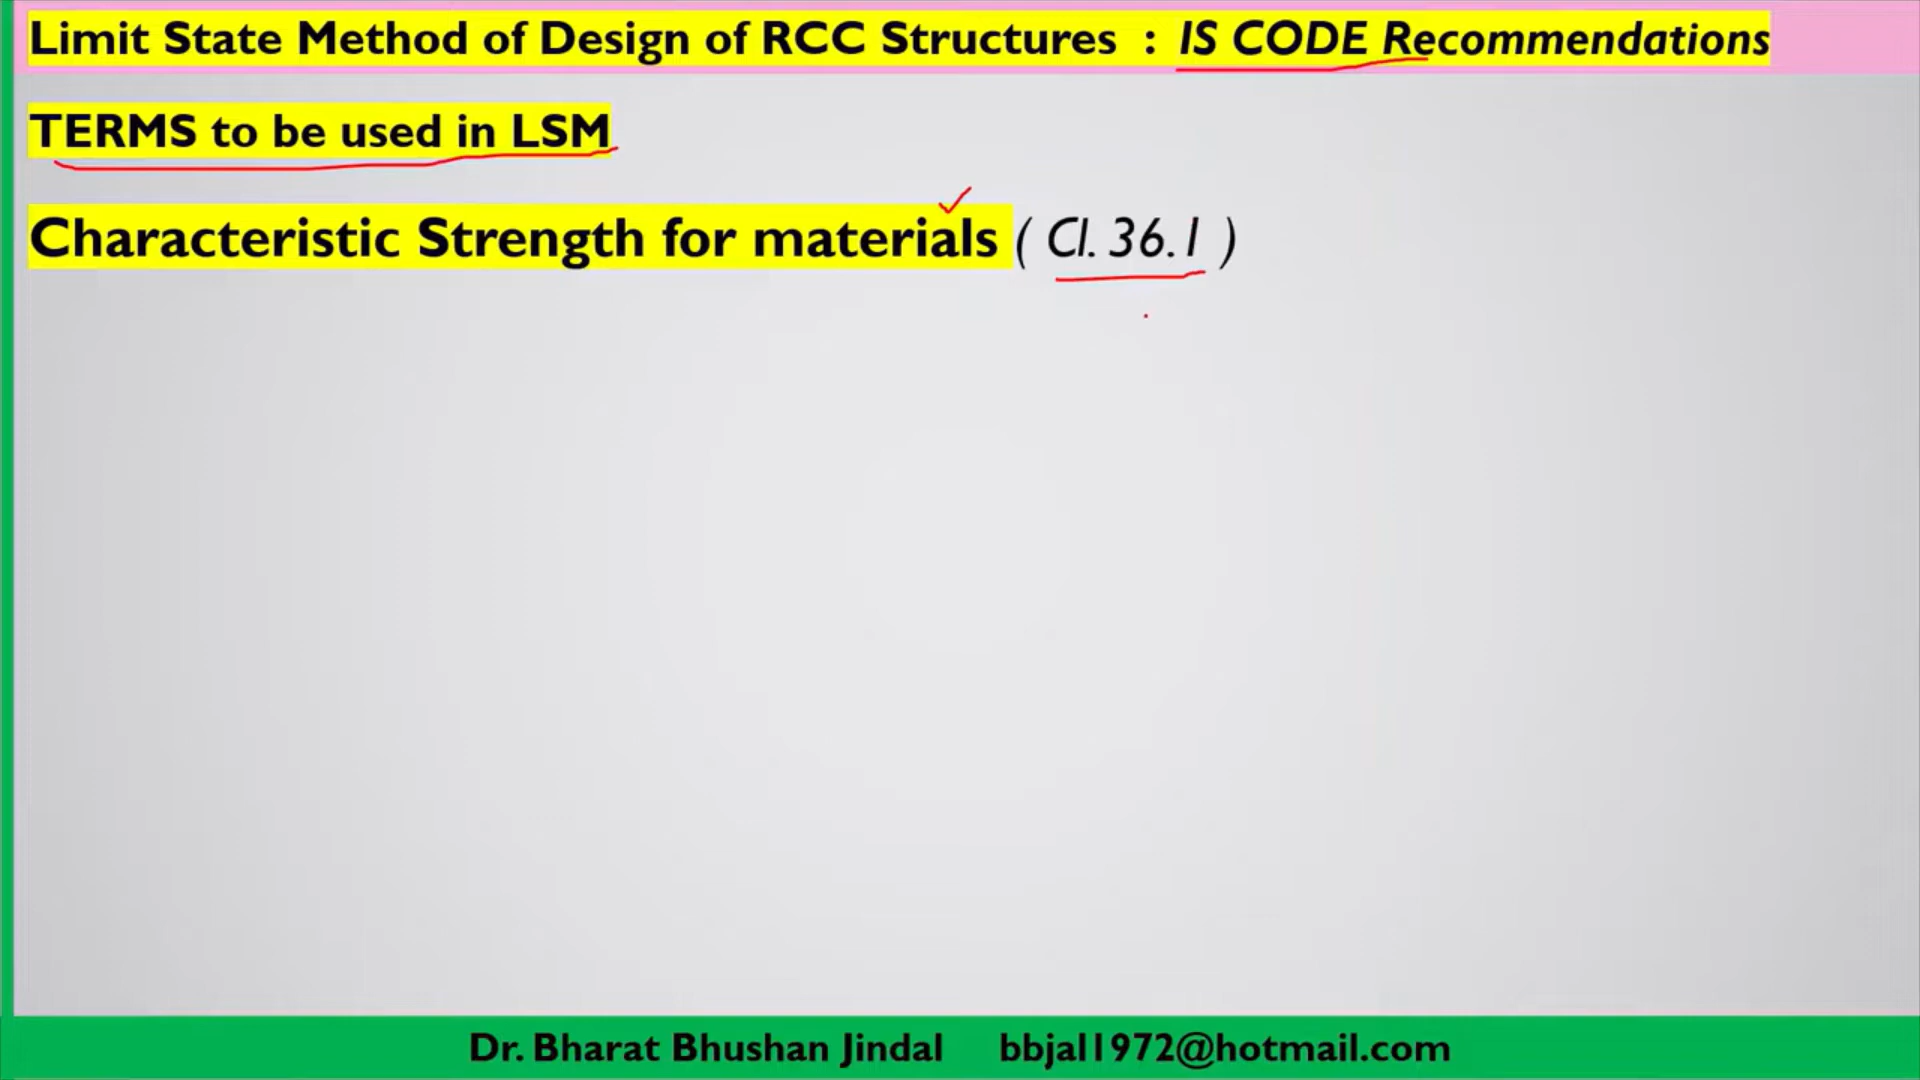 Limit State Method of Design of RCC Structures : IS CODE Recommendations
TERMS to be used in LSM
Characteristic Strength for materials ( Cl. 36.1 )
Dr. Bharat Bhushan Jindal bbjal1972@hotmail.com